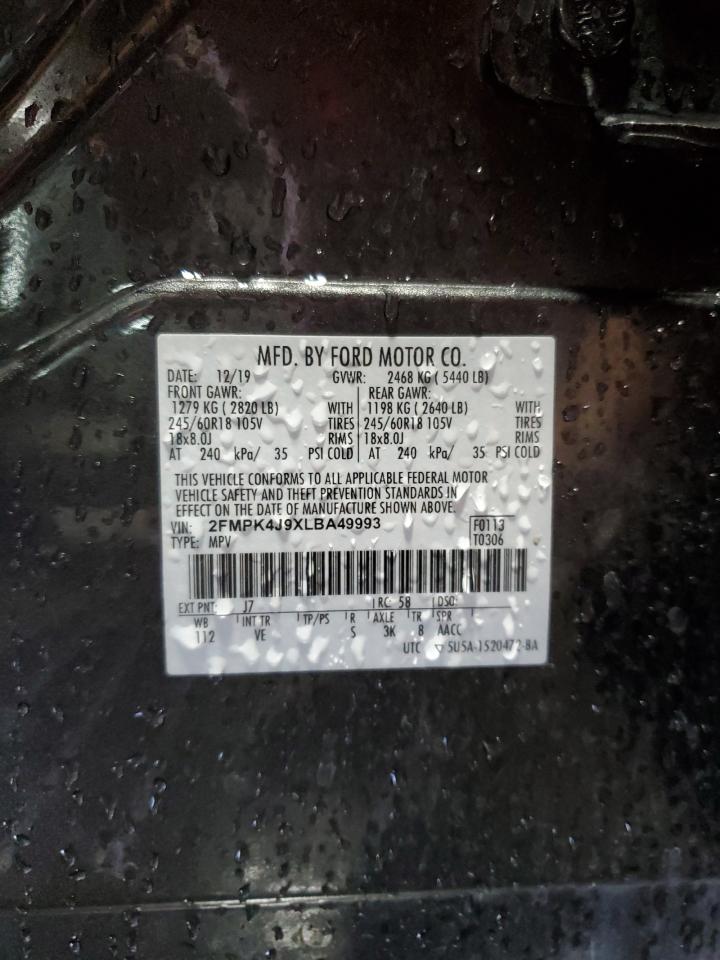 MFD. BY FORD MOTOR CO.
DATE: 12/19 GVWR: 2468 KG ( 5440 LB)
FRONT GAWR: REAR GAWR:
1279 KG ( 2820 LB) WITH 1198 KG ( 2640 LB) WITH
245/60R18 105V TIRES 245/60R18 105V TIRES
18x8.0J RIMS 18x8.0J RIMS
AT 240 kPa/ 35 PSI COLD AT 240 kPa/ 35 PSI COLD
THIS VEHICLE CONFORMS TO ALL APPLICABLE FEDERAL MOTOR
VEHICLE SAFETY AND THEFT PREVENTION STANDARDS IN
EFFECT ON THE DATE OF MANUFACTURE SHOWN ABOVE.
VIN: 2FMPK4J9XLBA49993 F0113
TYPE: MPV T0306
EXT PNT: J7 RC: 58 DSO:
WB INT TR TP/PS R AXLE TR SPR
112 VE S 3K 8 AACC
UTC ▽ 5U5A-1520472-BA